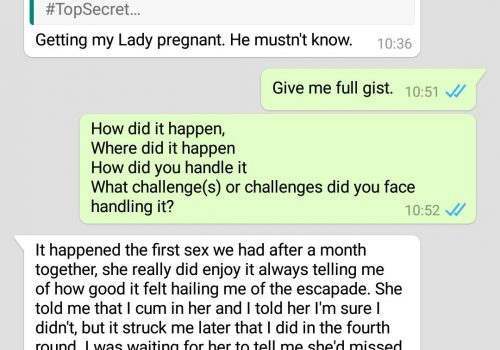 #TopSecret…
Getting my Lady pregnant. He mustn't know.
10:36
Give me full gist.
10:51
How did it happen,
Where did it happen
How did you handle it
What challenge(s) or challenges did you face
handling it?
10:52
It happened the first sex we had after a month
together, she really did enjoy it always telling me
of how good it felt hailing me of the escapade. She
told me that I cum in her and I told her I'm sure I
didn't, but it struck me later that I did in the fourth
round. I was waiting for her to tell me she'd missed